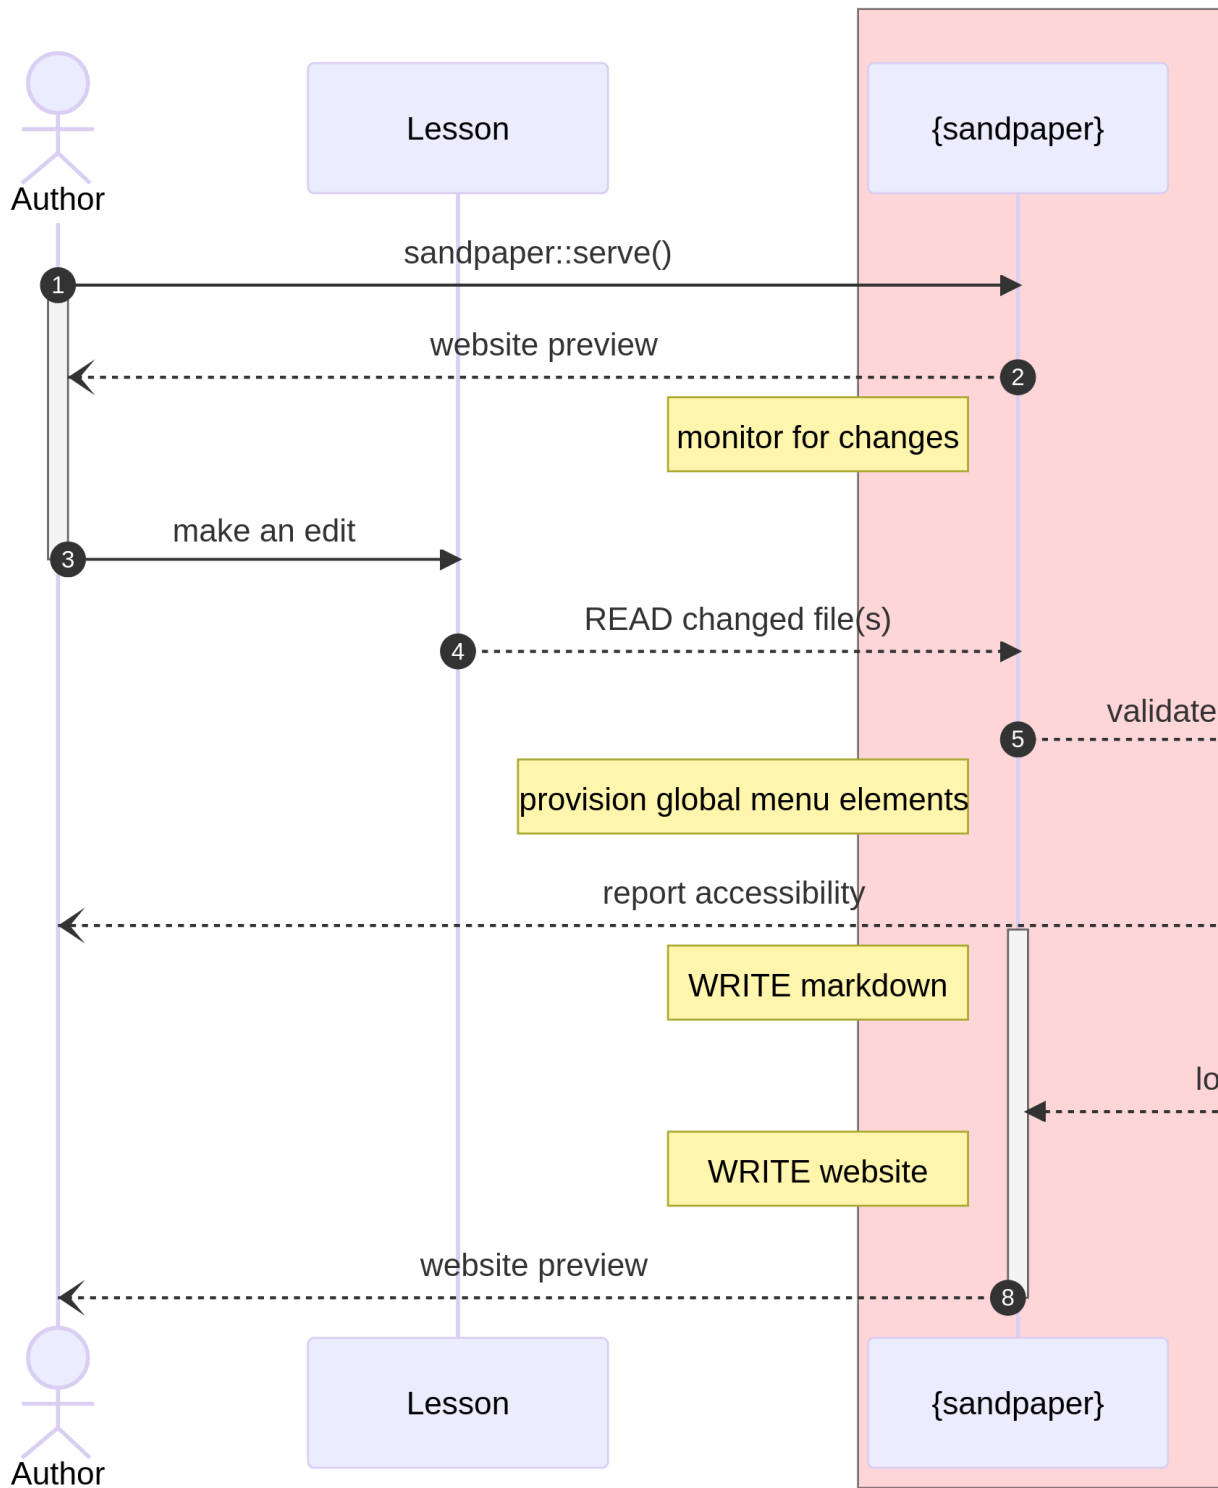 Author
Lesson
{sandpaper}
sandpaper::serve()
1
website preview
2
monitor for changes
make an edit
3
READ changed file(s)
4
validate
5
provision global menu elements
report accessibility
WRITE markdown
lo
WRITE website
website preview
8
Author
Lesson
{sandpaper}